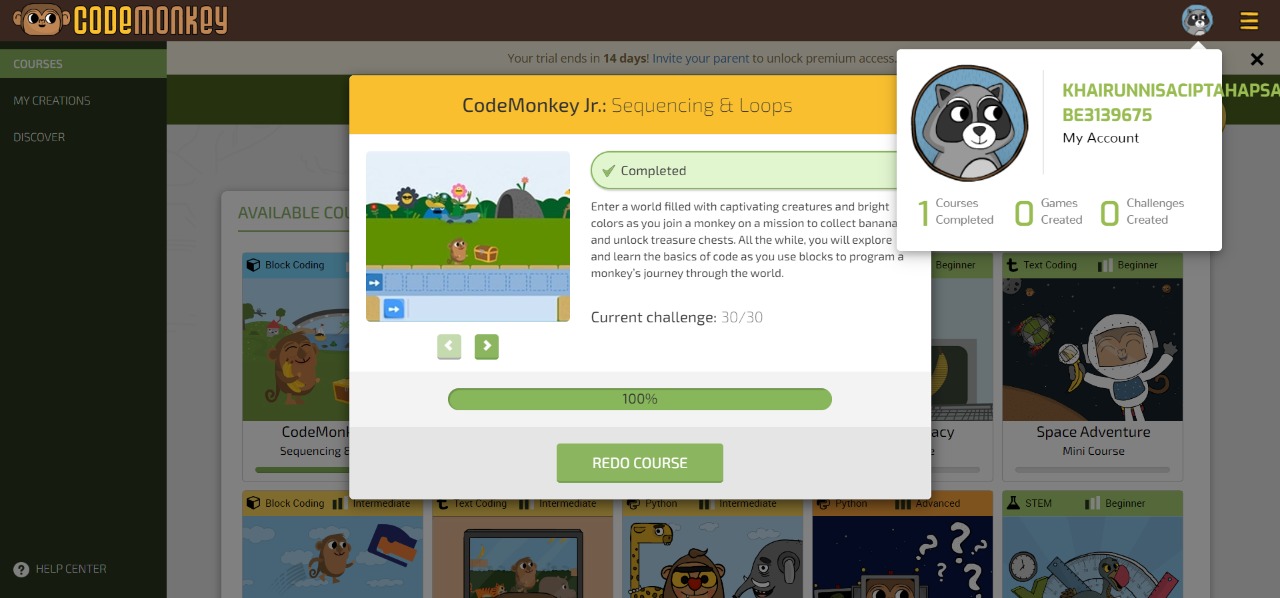 CODEMONKEY
COURSES
MY CREATIONS
DISCOVER
HELP CENTER
Your trial ends in 14 days! Invite your parent to unlock premium access.
KHAIRUNNISACIPTAHAPSA
BE3139675
My Account
1 Courses Completed
0 Games Created
0 Challenges Created
CodeMonkey Jr.: Sequencing & Loops
Completed
Enter a world filled with captivating creatures and bright
colors as you join a monkey on a mission to collect banana
and unlock treasure chests. All the while, you will explore
and learn the basics of code as you use blocks to program a
monkey's journey through the world.
Current challenge: 30/30
100%
REDO COURSE
AVAILABLE COU
Block Coding
Beginner
Text Coding Beginner
CodeMonk
Sequencing &
acy
Space Adventure
Mini Course
Block Coding Intermediate
Text Coding Intermediate
Python Intermediate
Python Advanced
STEM Beginner